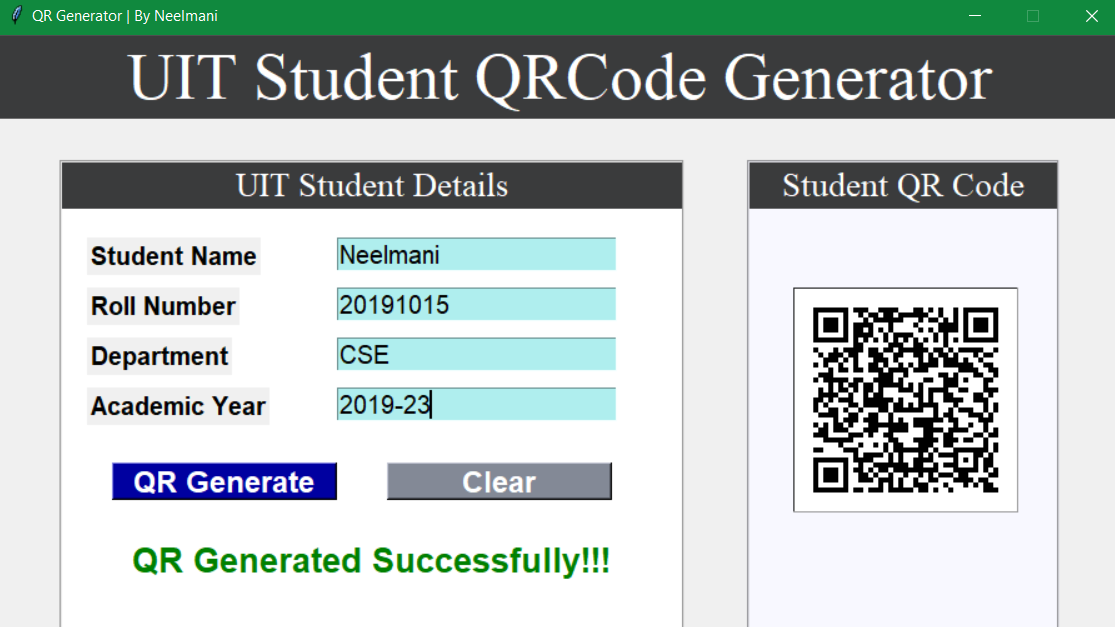 QR Generator | By Neelmani
UIT Student QRCode Generator
UIT Student Details
Student Name Neelmani
Roll Number 20191015
Department CSE
Academic Year 2019-23
QR Generate Clear
QR Generated Successfully!!!
Student QR Code